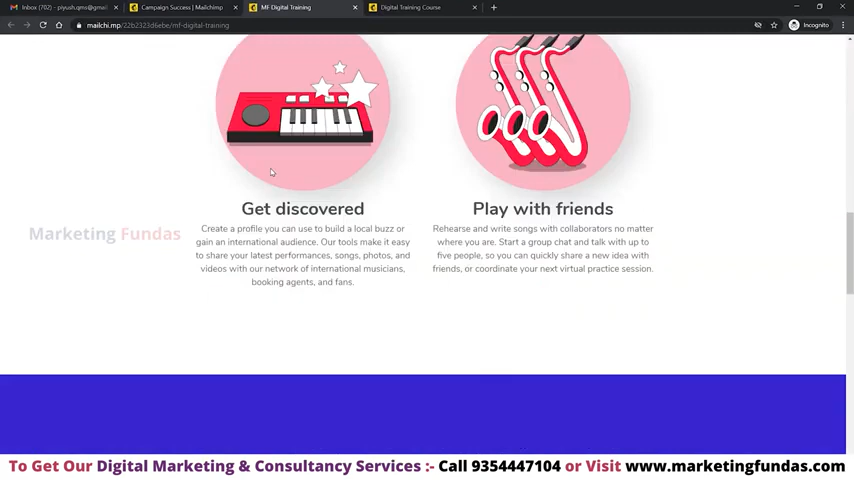 Inbox (702) - piyush.qms@gmai
Campaign Success | Mailchimp
MF Digital Training
Digital Training Course
mailchi.mp/22b2323d6ebe/mf-digital-training
Incognito
Get discovered
Create a profile you can use to build a local buzz or
gain an international audience. Our tools make it easy
to share your latest performances, songs, photos, and
videos with our network of international musicians,
booking agents, and fans.
Play with friends
Rehearse and write songs with collaborators no matter
where you are. Start a group chat and talk with up to
five people, so you can quickly share a new idea with
friends, or coordinate your next virtual practice session.
Marketing Fundas
To Get Our Digital Marketing & Consultancy Services :- Call 9354447104 or Visit www.marketingfundas.com